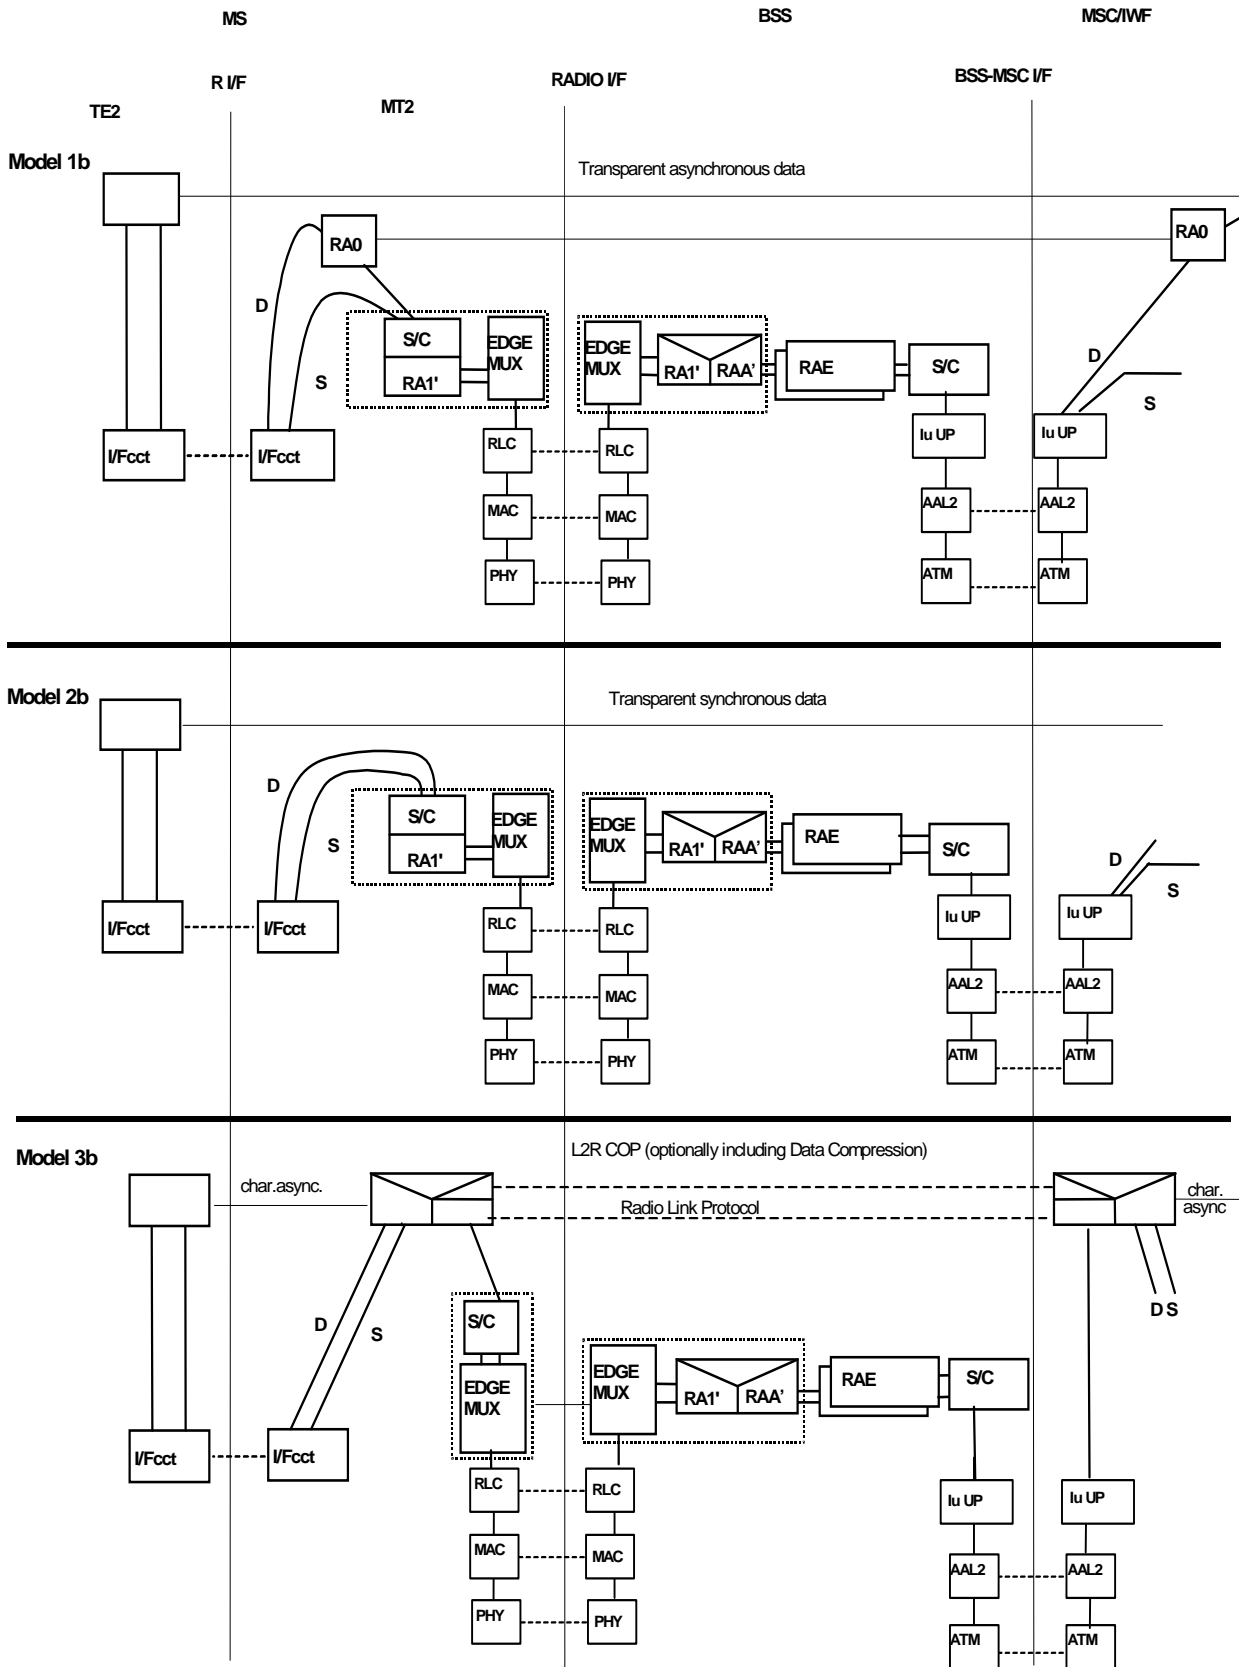 MS
BSS
MSC/IWF
R I/F
RADIO I/F
BSS-MSC I/F
TE2
MT2
Model 1b
Transparent asynchronous data
RA0
RA0
D
S
S/C
RA1'
EDGE
MUX
EDGE
MUX
RA1'
RAA'
RAE
S/C
D
S
I/Fcct
I/Fcct
RLC
RLC
Iu UP
Iu UP
MAC
MAC
AAL2
AAL2
PHY
PHY
ATM
ATM
Model 2b
Transparent synchronous data
D
S
S/C
RA1'
EDGE
MUX
EDGE
MUX
RA1'
RAA'
RAE
S/C
D
S
I/Fcct
I/Fcct
RLC
RLC
Iu UP
Iu UP
MAC
MAC
AAL2
AAL2
PHY
PHY
ATM
ATM
Model 3b
L2R COP (optionally including Data Compression)
char.async.
Radio Link Protocol
char.
async
D
S
D S
S/C
EDGE
MUX
EDGE
MUX
RA1'
RAA'
RAE
S/C
I/Fcct
I/Fcct
RLC
RLC
Iu UP
Iu UP
MAC
MAC
AAL2
AAL2
PHY
PHY
ATM
ATM